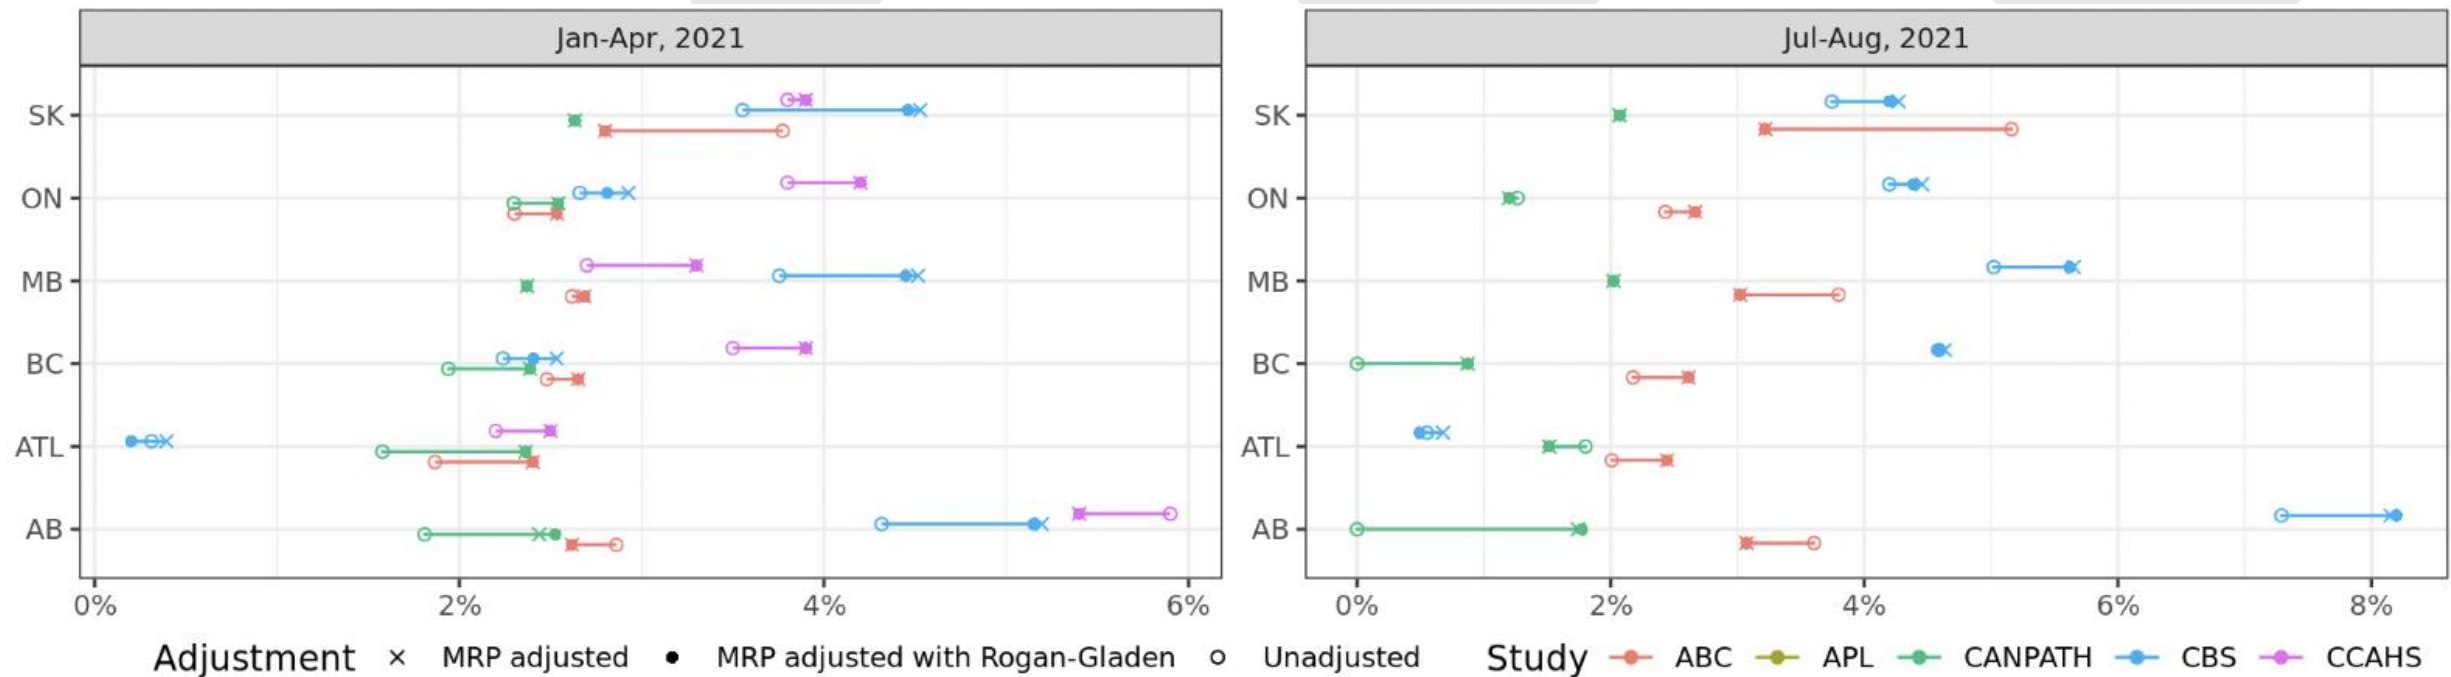 Jan-Apr, 2021
Jul-Aug, 2021
SK
ON
MB
BC
ATL
AB
0% 2% 4% 6%
SK
ON
MB
BC
ATL
AB
0% 2% 4% 6% 8%
Adjustment MRP adjusted MRP adjusted with Rogan-Gladen Unadjusted Study ABC APL CANPATH CBS CCAHS